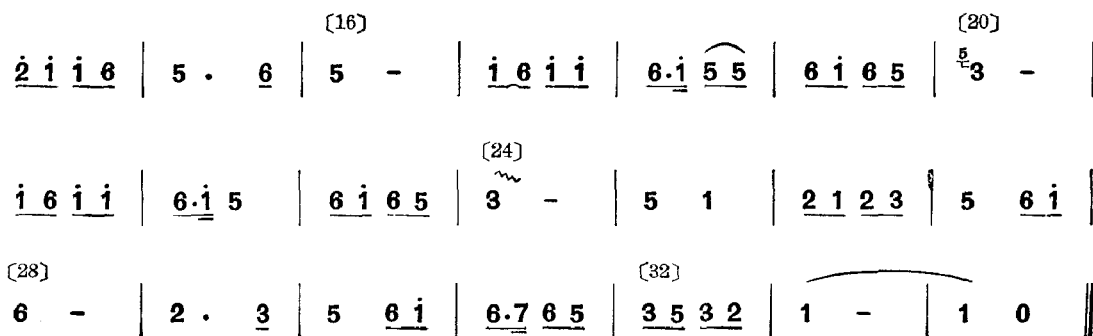 〔16〕 〔20〕
2̇ 1̇ 1̇ 6 | 5 . 6 | 5 - | 1̇ 6 1̇ 1̇ | 6.1̇ 5 5 | 6 1̇ 6 5 | 5 3 - |
〔24〕
1̇ 6 1̇ 1̇ | 6.1̇ 5 | 6 1̇ 6 5 | 3 - | 5 1 | 2 1 2 3 | 5 6 1̇ |
〔28〕 〔32〕
6 - | 2 . 3 | 5 6 1̇ | 6.7 6 5 | 3 5 3 2 | 1 - | 1 0 ‖